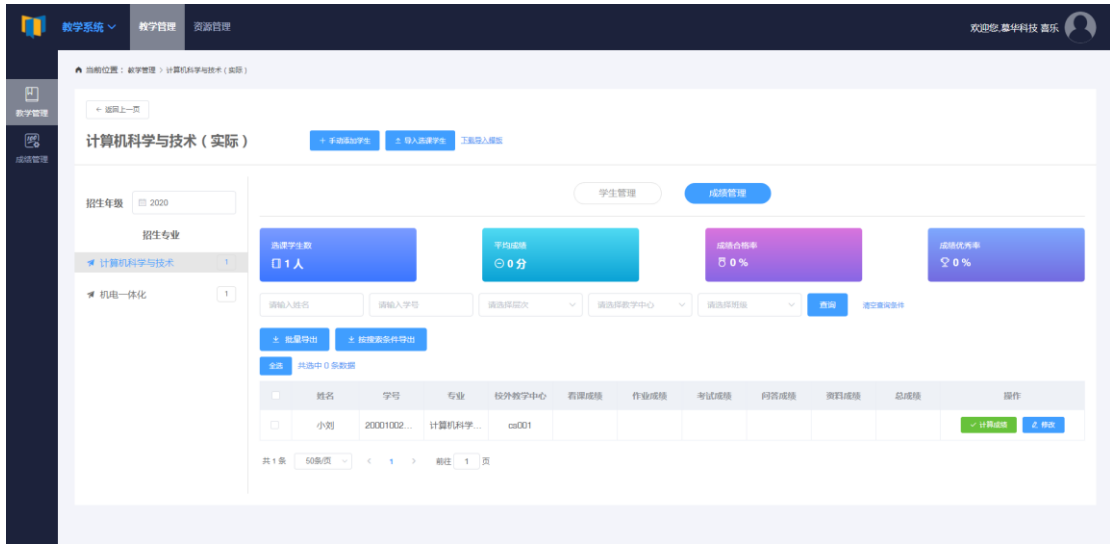 教学系统 教学管理 资源管理 欢迎您,慕华科技 喜乐
当前位置： 教学管理 > 计算机科学与技术 ( 实际 )
教学管理
成绩管理
← 返回上一页
计算机科学与技术 ( 实际 ) + 手动添加学生 导入选课学生 下载导入模版
招生年级 2020
招生专业
计算机科学与技术 1
机电一体化 1
学生管理 成绩管理
选课学生数 平均成绩 成绩合格率 成绩优秀率
1 人 0 分 0 % 0 %
请输入姓名 请输入学号 请选择层次 请选择教学中心 请选择班级 查询 清空查询条件
批量导出 按搜索条件导出
全选 共选中 0 条数据
姓名 学号 专业 校外教学中心 看课成绩 作业成绩 考试成绩 问答成绩 资料成绩 总成绩 操作
小刘 20001002... 计算机科学... cs001 计算成绩 修改
共 1 条 50条/页 < 1 > 前往 1 页